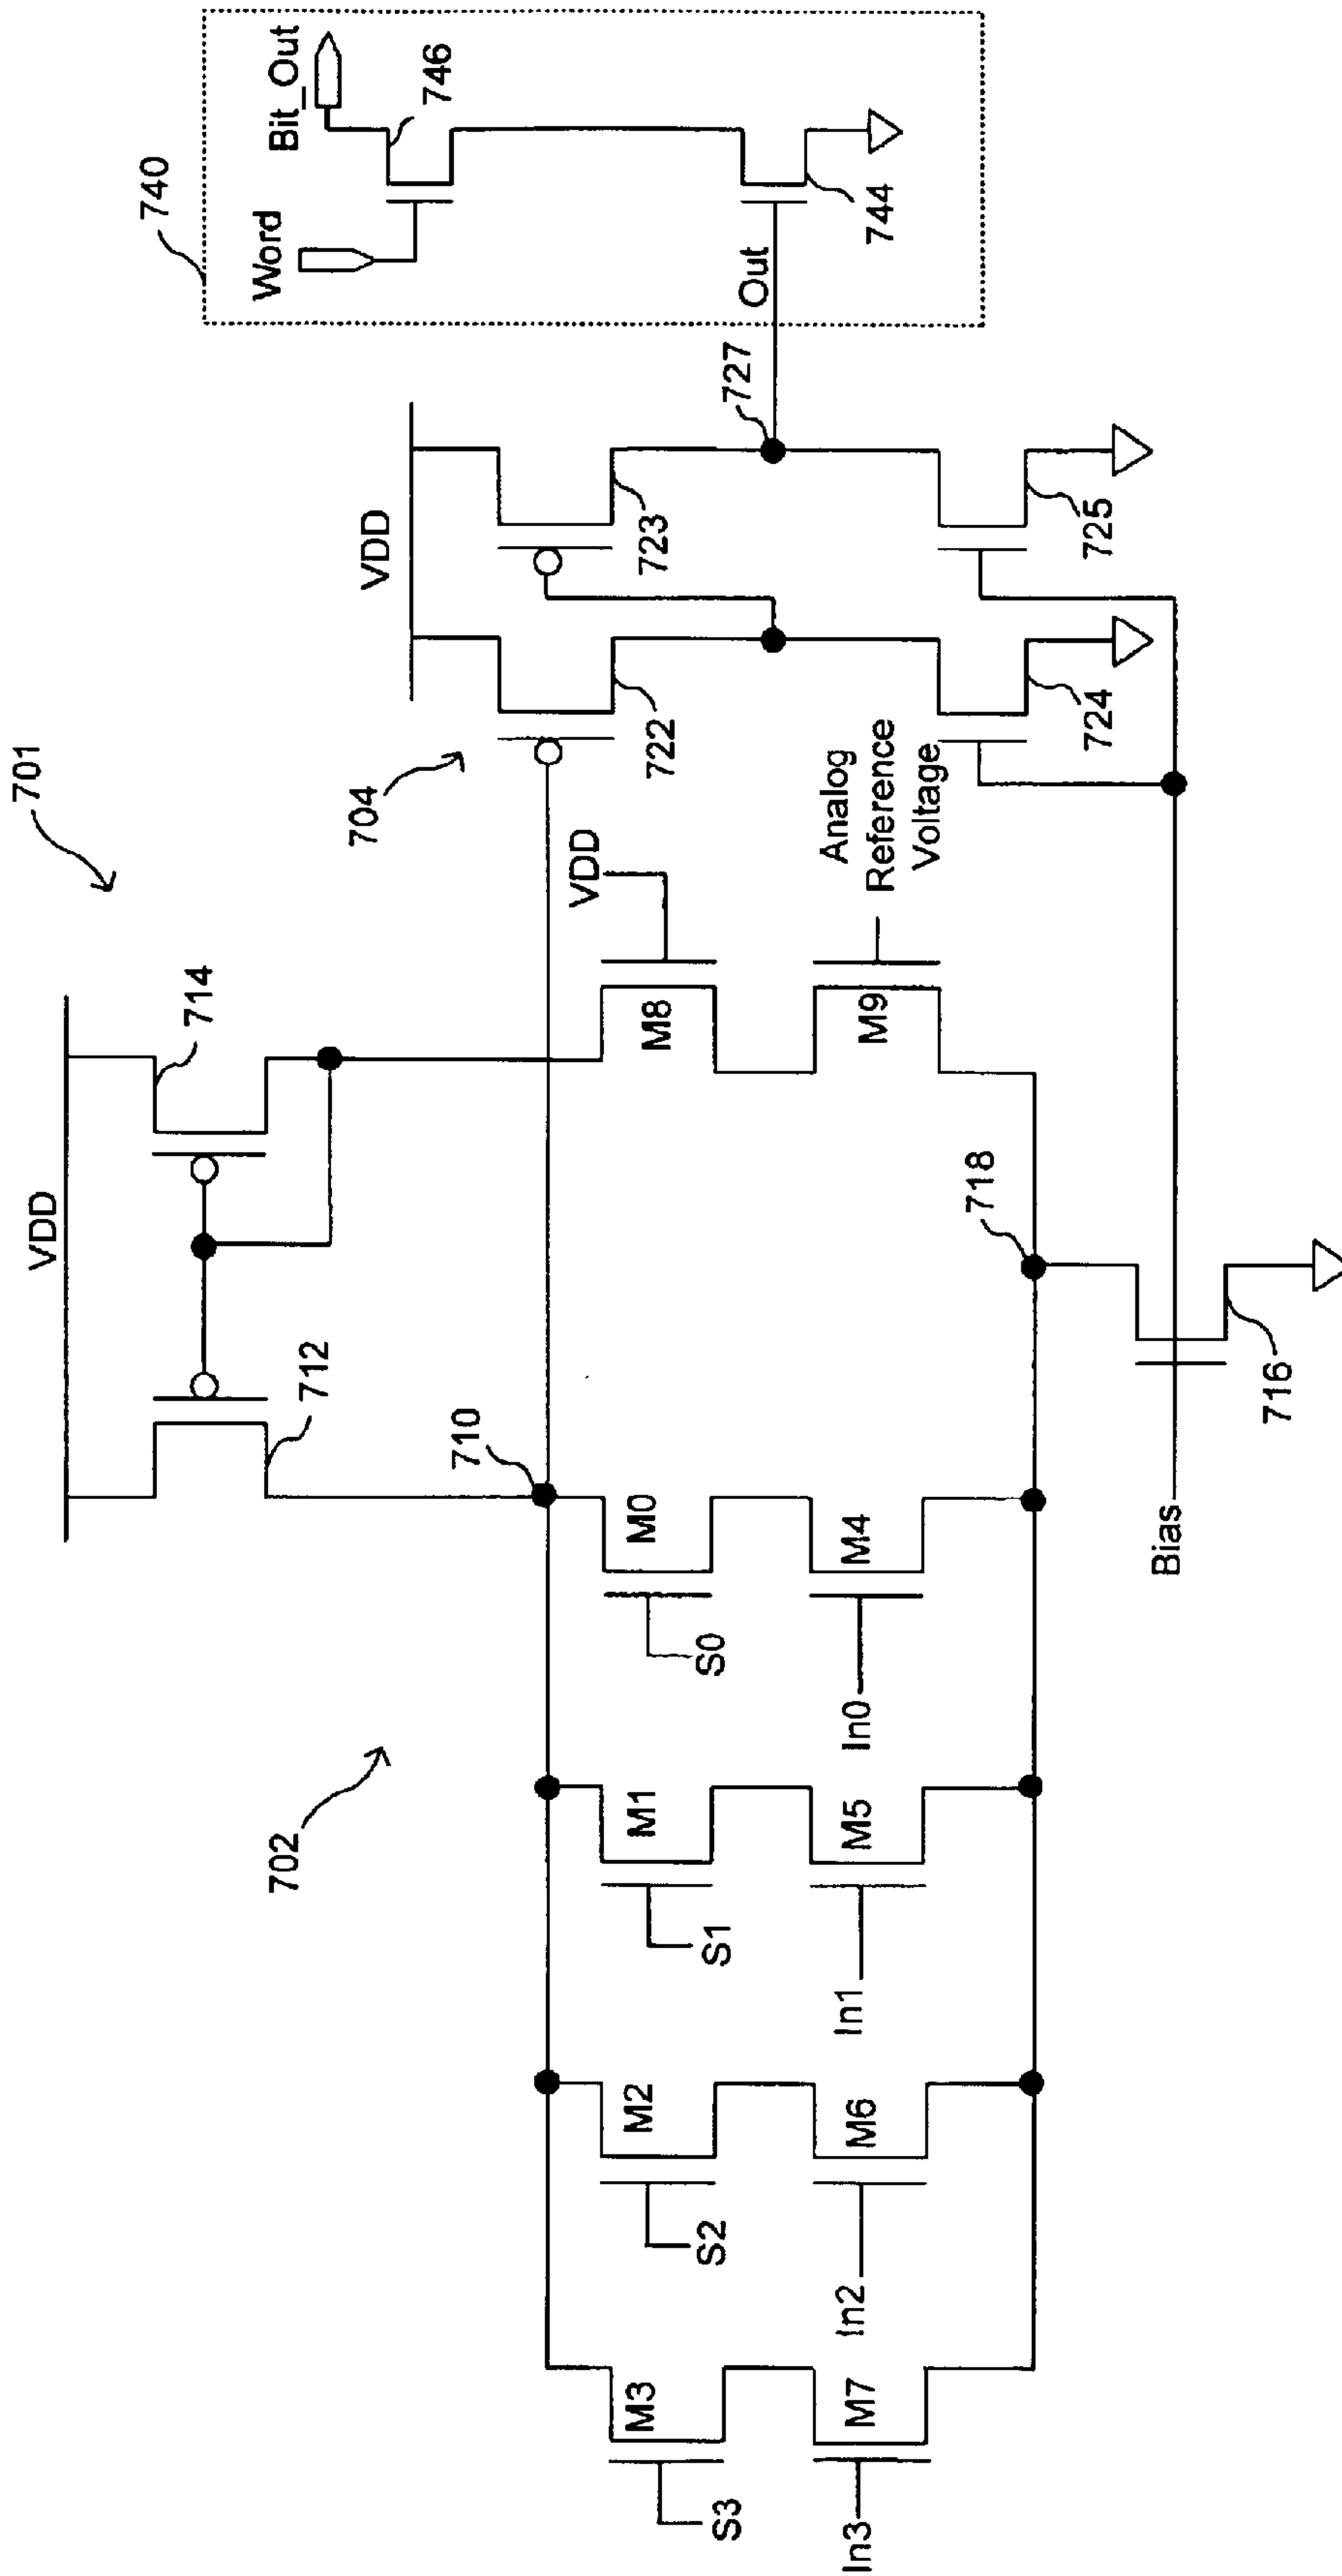 701
VDD
712
714
702
710
704
VDD
722
723
727
740
Word
Bit_Out
746
Out
744
S3
M3
S2
M2
S1
M1
S0
M0
M8
VDD
In3
M7
In2
M6
In1
M5
In0
M4
M9
Analog
Reference
Voltage
724
725
718
Bias
716